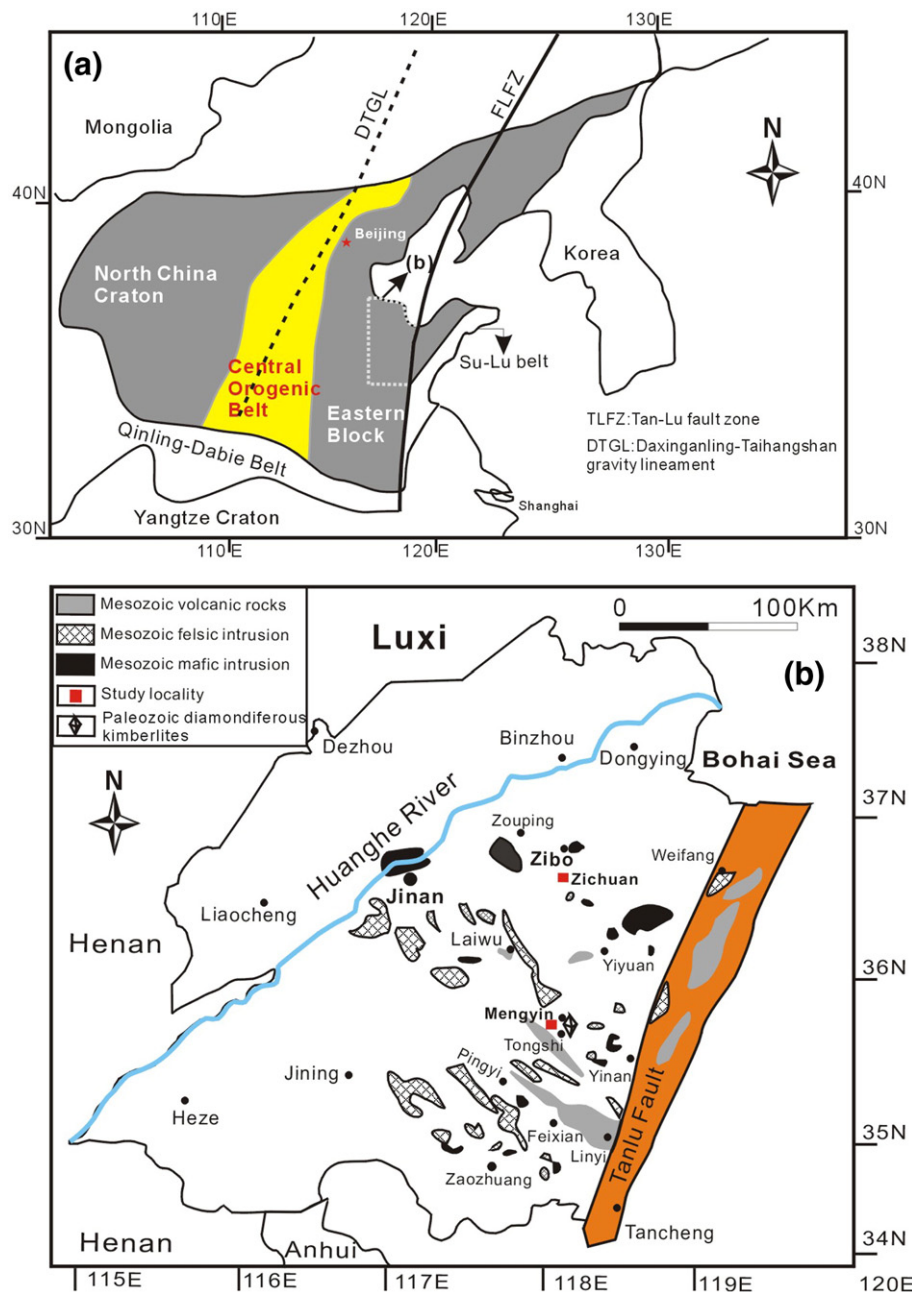 110E
120E
130E
(a)
Mongolia
DTGL
FLFZ
N
40N
40N
Beijing
(b)
Korea
North China
Craton
Su-Lu belt
Central
Orogenic
Belt
Eastern
Block
TLFZ:Tan-Lu fault zone
DTGL:Daxinganling-Taihangshan
gravity lineament
Qinling-Dabie Belt
Yangtze Craton
Shanghai
30N
30N
110E
120E
130E
Mesozoic volcanic rocks
Mesozoic felsic intrusion
Mesozoic mafic intrusion
Study locality
Paleozoic diamondiferous
kimberlites
0
100Km
Luxi
(b)
38N
Dezhou
Binzhou
Dongying
Bohai Sea
N
37N
Huanghe River
Zouping
Zibo
Zichuan
Weifang
Jinan
Liaocheng
Henan
Laiwu
Yiyuan
36N
Mengyin
Tongshi
Jining
Pingyi
Yinan
Heze
Feixian
Linyi
35N
Tanlu Fault
Zaozhuang
Tancheng
Henan
Anhui
34N
115E
116E
117E
118E
119E
120E